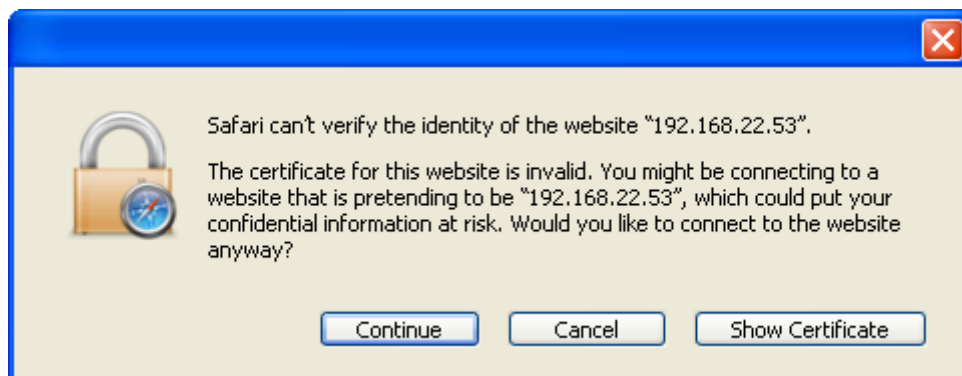 Safari can't verify the identity of the website "192.168.22.53".
The certificate for this website is invalid. You might be connecting to a
website that is pretending to be "192.168.22.53", which could put your
confidential information at risk. Would you like to connect to the website
anyway?
Continue Cancel Show Certificate